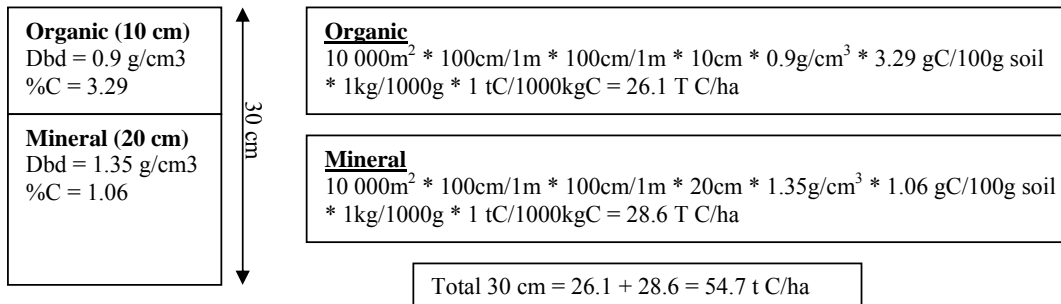 Organic (10 cm)
Dbd = 0.9 g/cm3
%C = 3.29
Mineral (20 cm)
Dbd = 1.35 g/cm3
%C = 1.06
30 cm
Organic
10 000m² * 100cm/1m * 100cm/1m * 10cm * 0.9g/cm³ * 3.29 gC/100g soil
* 1kg/1000g * 1 tC/1000kgC = 26.1 T C/ha
Mineral
10 000m² * 100cm/1m * 100cm/1m * 20cm * 1.35g/cm³ * 1.06 gC/100g soil
* 1kg/1000g * 1 tC/1000kgC = 28.6 T C/ha
Total 30 cm = 26.1 + 28.6 = 54.7 t C/ha